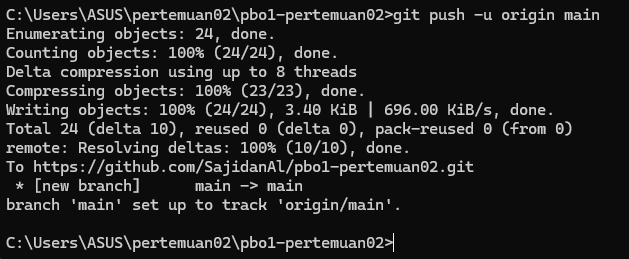 C:\Users\ASUS\pertemuan02\pbo1-pertemuan02>git push -u origin main
Enumerating objects: 24, done.
Counting objects: 100% (24/24), done.
Delta compression using up to 8 threads
Compressing objects: 100% (23/23), done.
Writing objects: 100% (24/24), 3.40 KiB | 696.00 KiB/s, done.
Total 24 (delta 10), reused 0 (delta 0), pack-reused 0 (from 0)
remote: Resolving deltas: 100% (10/10), done.
To https://github.com/SajidanAl/pbo1-pertemuan02.git
 * [new branch]      main -> main
branch 'main' set up to track 'origin/main'.
C:\Users\ASUS\pertemuan02\pbo1-pertemuan02>